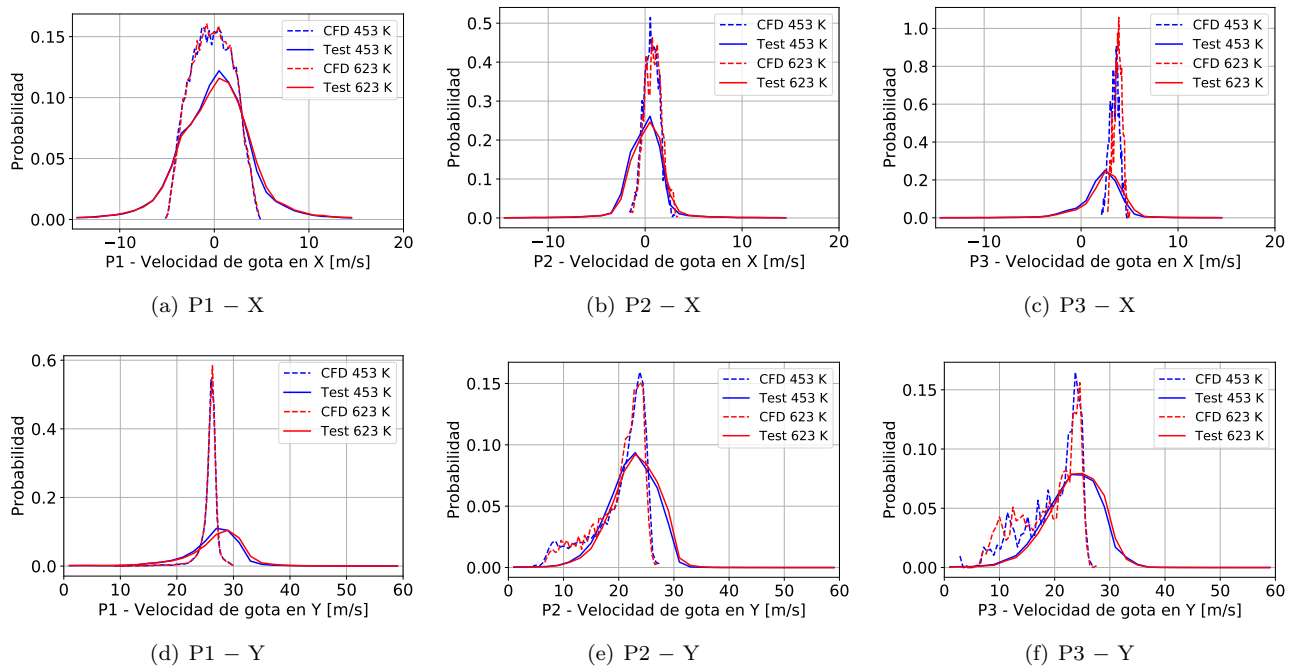 0.15
0.10
0.05
0.00
Probabilidad
CFD 453 K
Test 453 K
CFD 623 K
Test 623 K
−10
0
10
20
P1 - Velocidad de gota en X [m/s]
(a) P1 – X
0.5
0.4
0.3
0.2
0.1
0.0
Probabilidad
CFD 453 K
Test 453 K
CFD 623 K
Test 623 K
−10
0
10
20
P2 - Velocidad de gota en X [m/s]
(b) P2 – X
1.0
0.8
0.6
0.4
0.2
0.0
Probabilidad
CFD 453 K
Test 453 K
CFD 623 K
Test 623 K
−10
0
10
20
P3 - Velocidad de gota en X [m/s]
(c) P3 – X
0.6
0.4
0.2
0.0
Probabilidad
CFD 453 K
Test 453 K
CFD 623 K
Test 623 K
0
10
20
30
40
50
60
P1 - Velocidad de gota en Y [m/s]
(d) P1 – Y
0.15
0.10
0.05
0.00
Probabilidad
CFD 453 K
Test 453 K
CFD 623 K
Test 623 K
0
10
20
30
40
50
60
P2 - Velocidad de gota en Y [m/s]
(e) P2 – Y
0.15
0.10
0.05
0.00
Probabilidad
CFD 453 K
Test 453 K
CFD 623 K
Test 623 K
0
10
20
30
40
50
60
P3 - Velocidad de gota en Y [m/s]
(f) P3 – Y